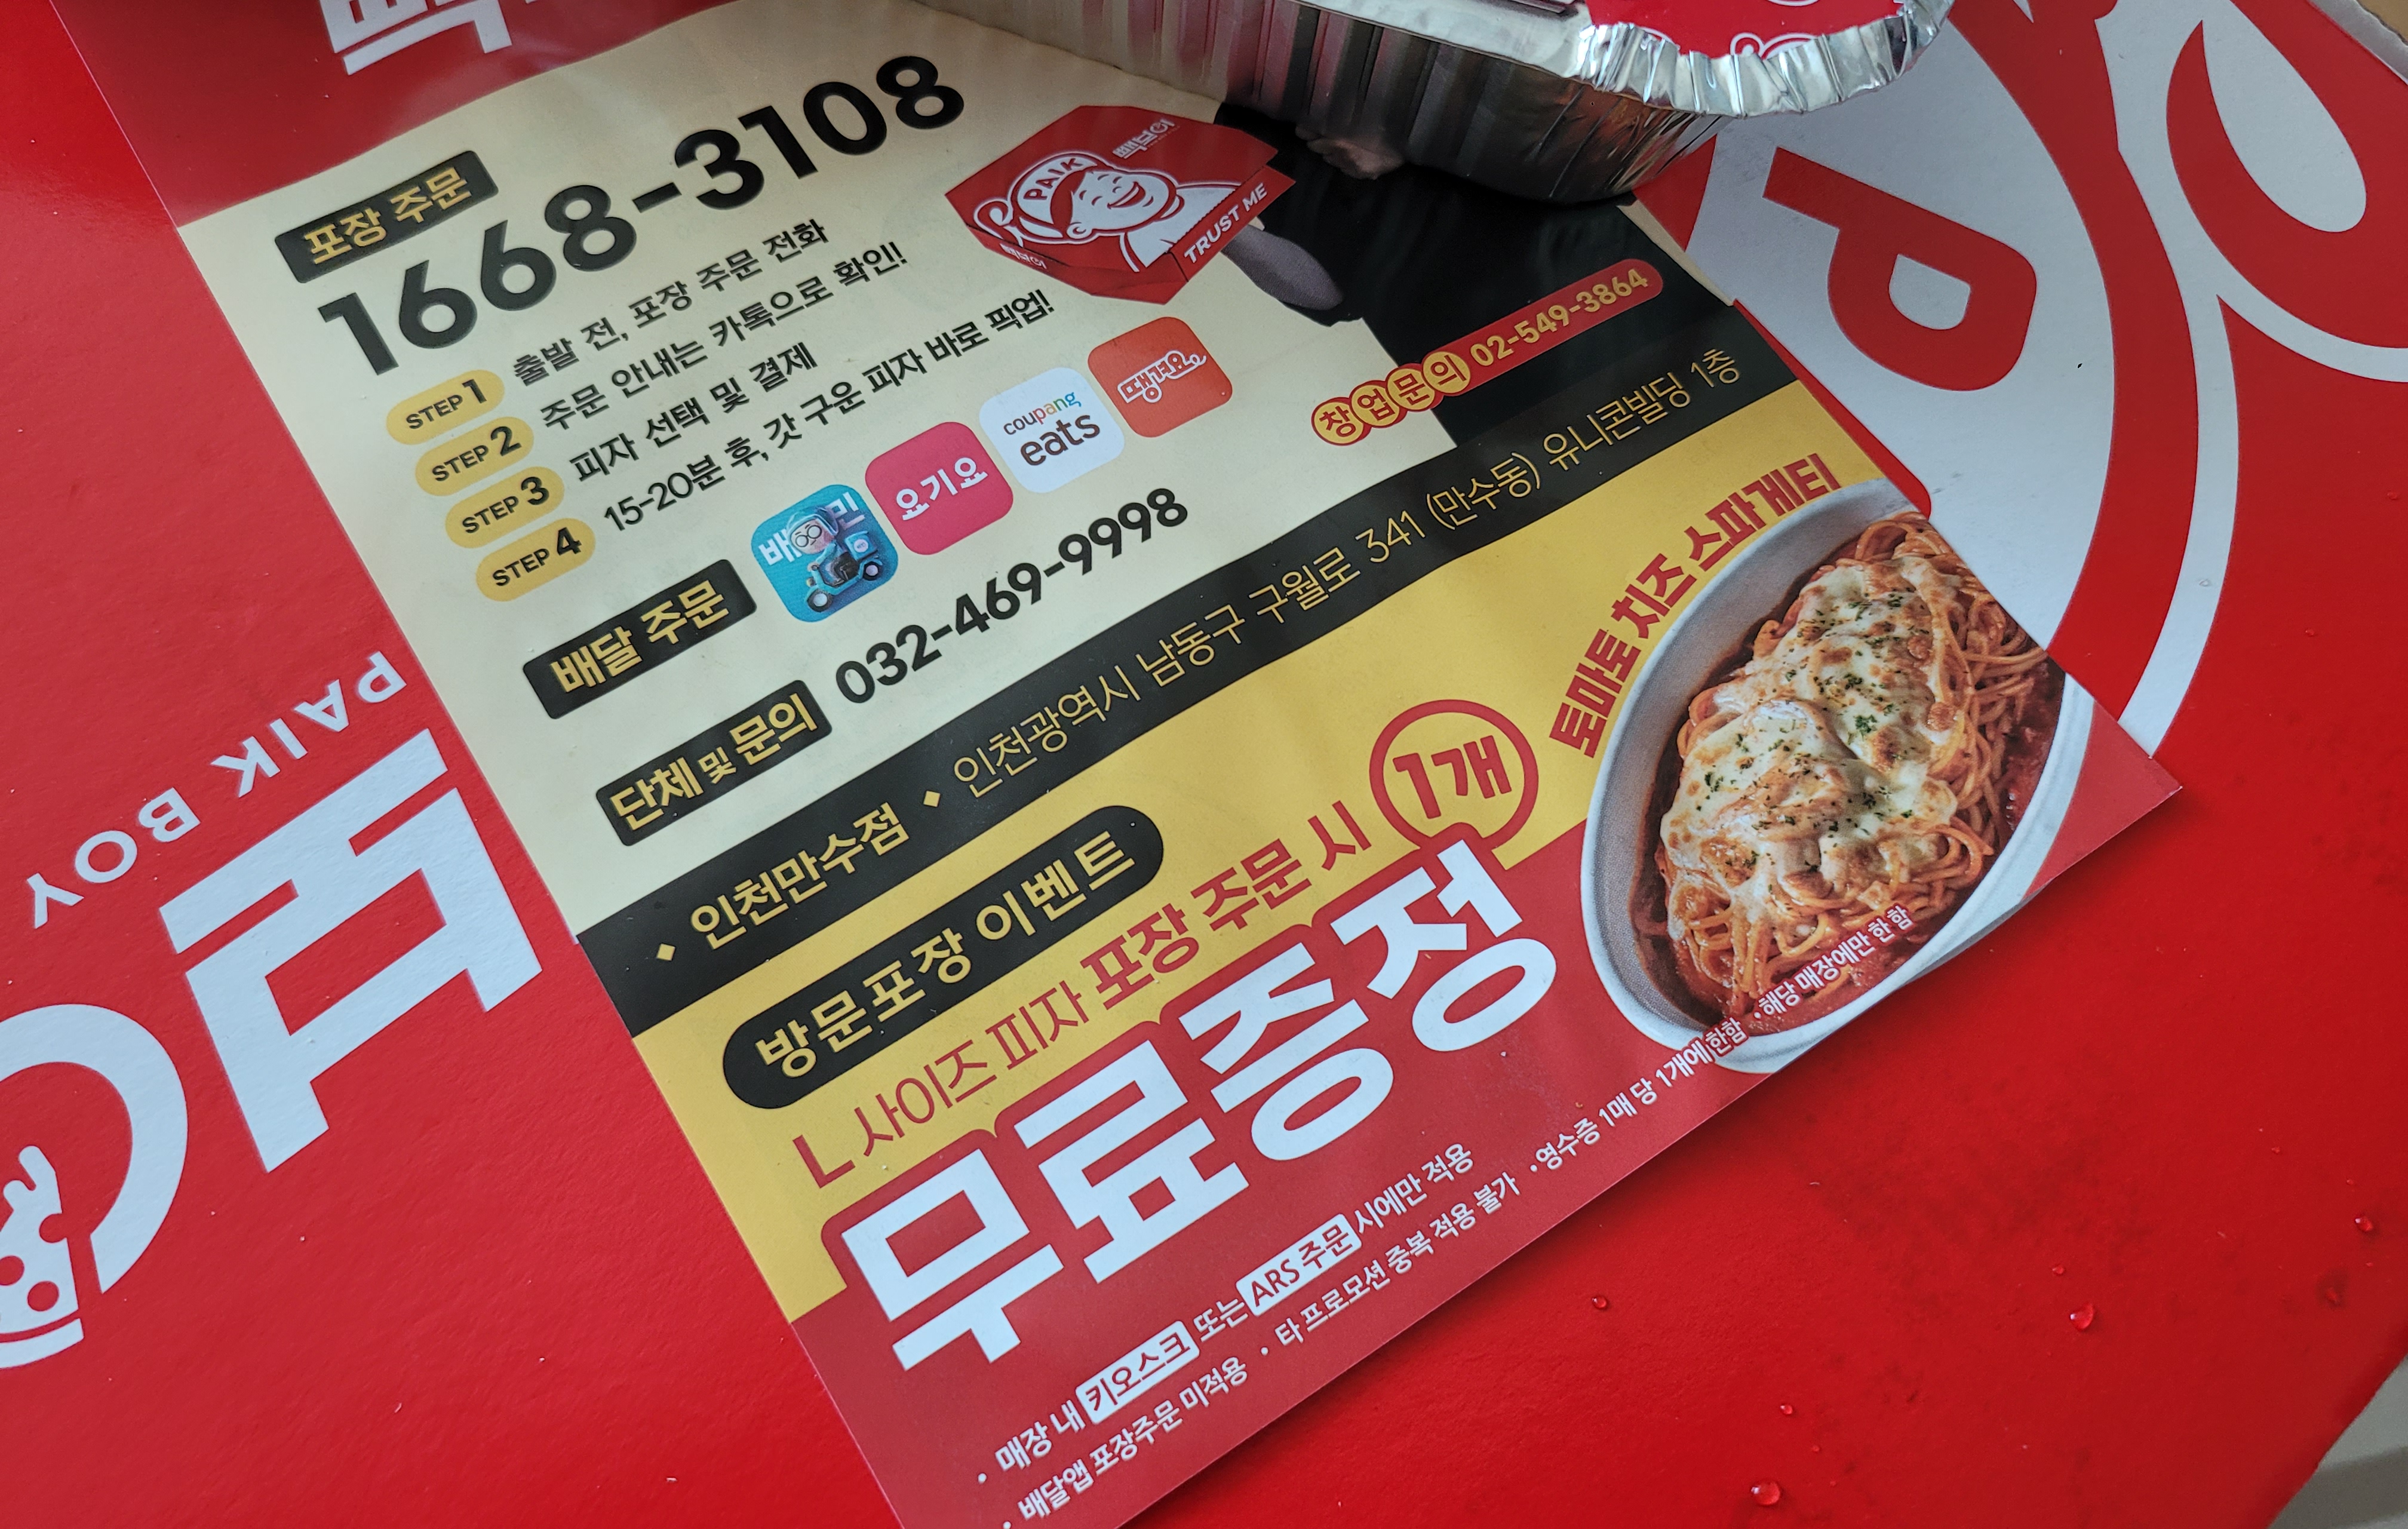 포장 주문
1668-3108
STEP 1 출발 전, 포장 주문 전화
STEP 2 주문 안내는 카톡으로 확인!
STEP 3 피자 선택 및 결제
STEP 4 15-20분 후, 갓 구운 피자 바로 픽업!
PAIK
빽보이
빽보이
TRUST ME
배달 주문
배민
요기요
coupang
eats
땡겨요
창업문의 02-549-3864
단체 및 문의 032-469-9998
• 인천만수점 • 인천광역시 남동구 구월로 341 (만수동) 유니콘빌딩 1층
방문포장 이벤트
L 사이즈 피자 포장 주문 시 1개
무료증정
토마토 치즈 스파게티
• 매장 내 키오스크 또는 ARS 주문 시에만 적용
• 배달앱 포장주문 미적용 • 타 프로모션 중복 적용 불가 • 영수증 1매 당 1개에 한함 • 해당 매장에만 한 함
PAIK BOY
P